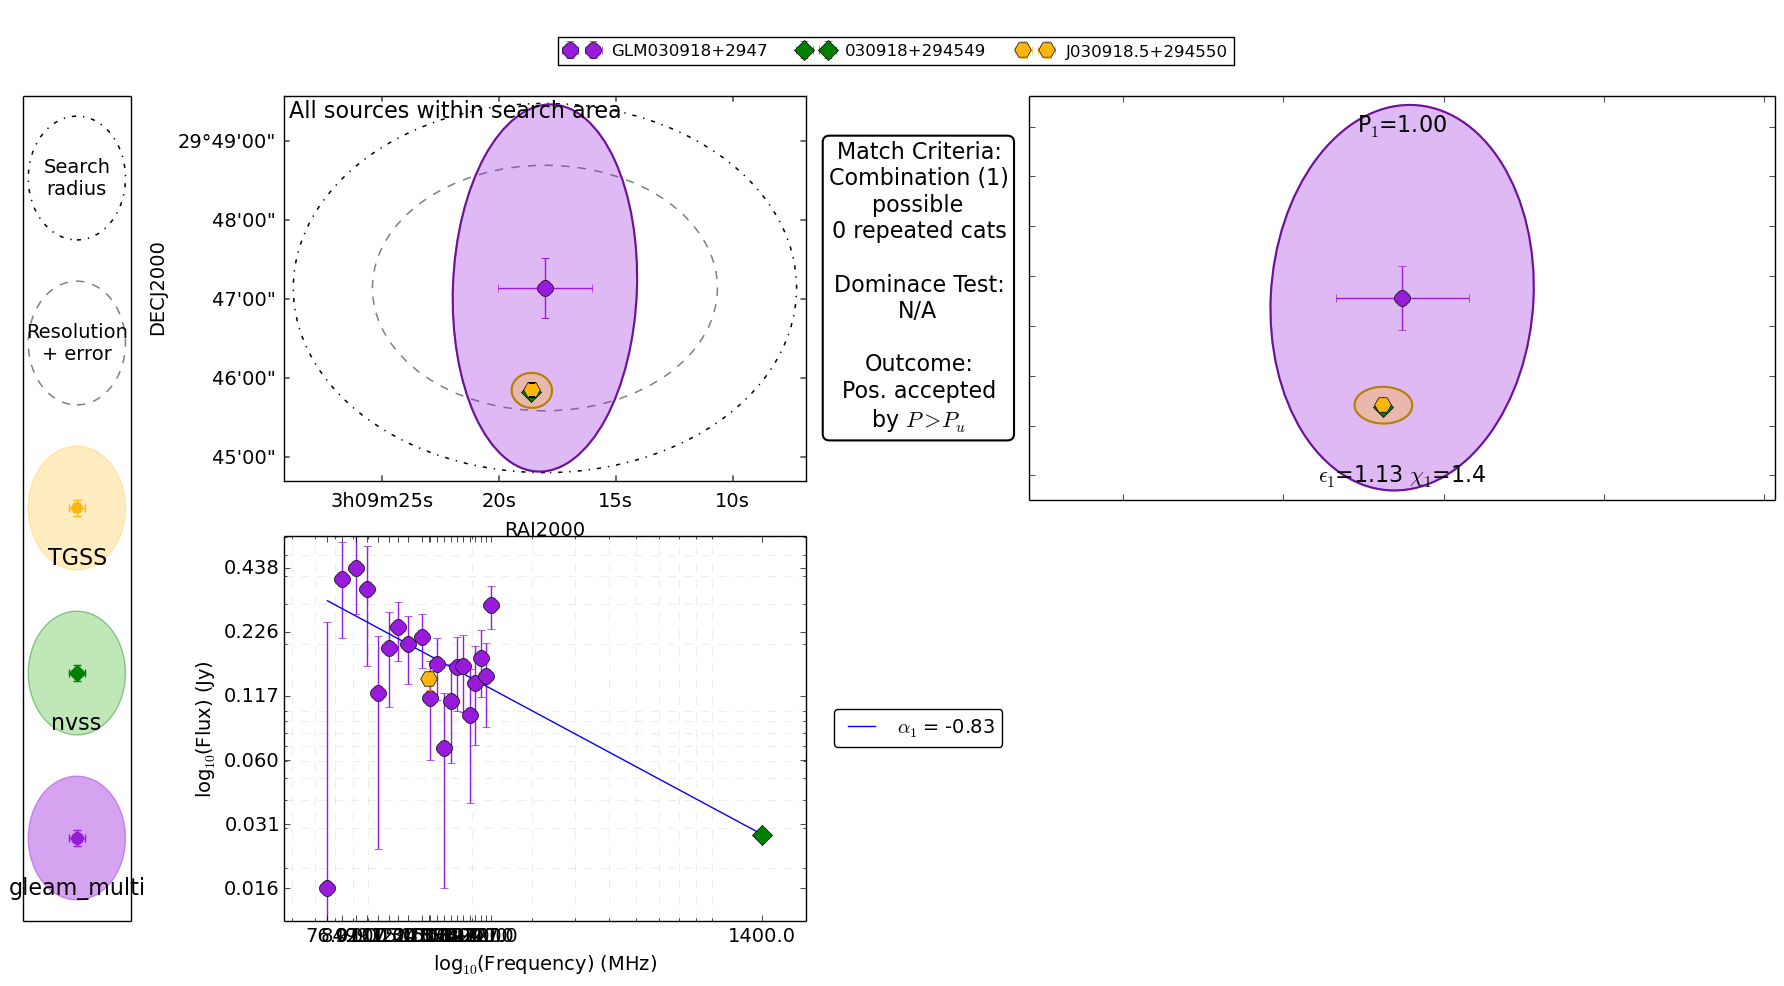 GLM030918+2947 030918+294549 J030918.5+294550
Search
radius
Resolution
+ error
TGSS
nvss
gleam_multi
All sources within search area
DECJ2000
29°49'00"
48'00"
47'00"
46'00"
45'00"
3h09m25s 20s 15s 10s
RAJ2000
Match Criteria:
Combination (1)
possible
0 repeated cats
Dominace Test:
N/A
Outcome:
Pos. accepted
by P>Pᵤ
P₁=1.00
ϵ₁=1.13 χ₁=1.4
log₁₀(Flux) (Jy)
0.438
0.226
0.117
0.060
0.031
0.016
1400.0
log₁₀(Frequency) (MHz)
α₁ = -0.83